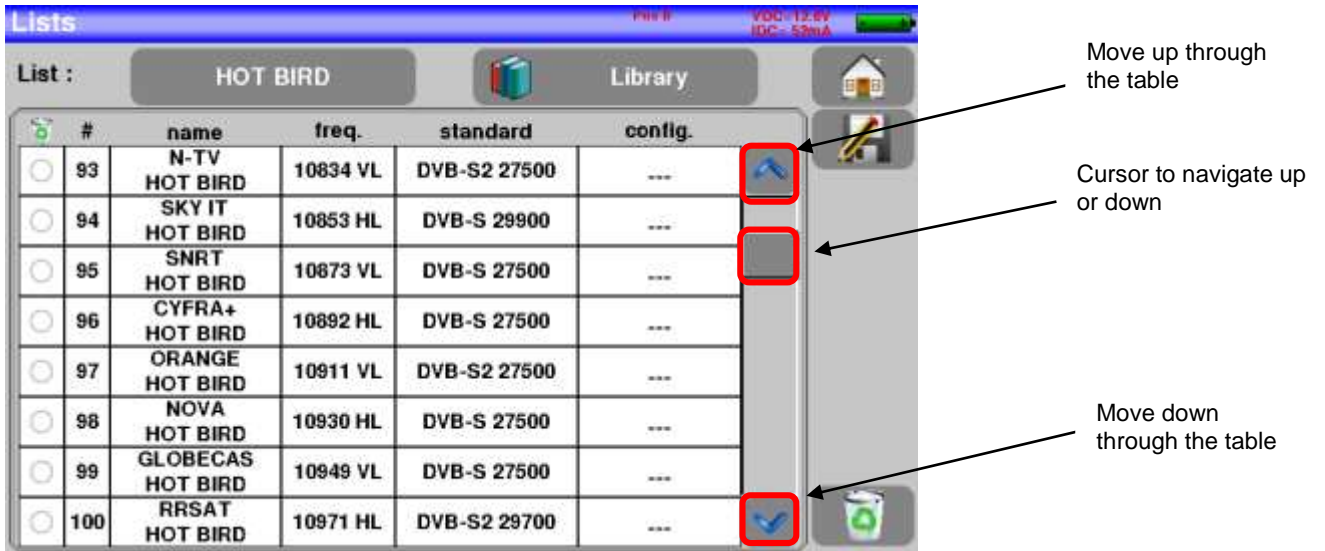 Lists
VDC=12.6V
IDC= 52mA
List :
HOT BIRD
Library
# name freq. standard config.
93 N-TV HOT BIRD 10834 VL DVB-S2 27500 ---
94 SKY IT HOT BIRD 10853 HL DVB-S 29900 ---
95 SNRT HOT BIRD 10873 VL DVB-S 27500 ---
96 CYFRA+ HOT BIRD 10892 HL DVB-S 27500 ---
97 ORANGE HOT BIRD 10911 VL DVB-S2 27500 ---
98 NOVA HOT BIRD 10930 HL DVB-S 27500 ---
99 GLOBECAS HOT BIRD 10949 VL DVB-S 27500 ---
100 RRSAT HOT BIRD 10971 HL DVB-S2 29700 ---
Move up through
the table
Cursor to navigate up
or down
Move down
through the table